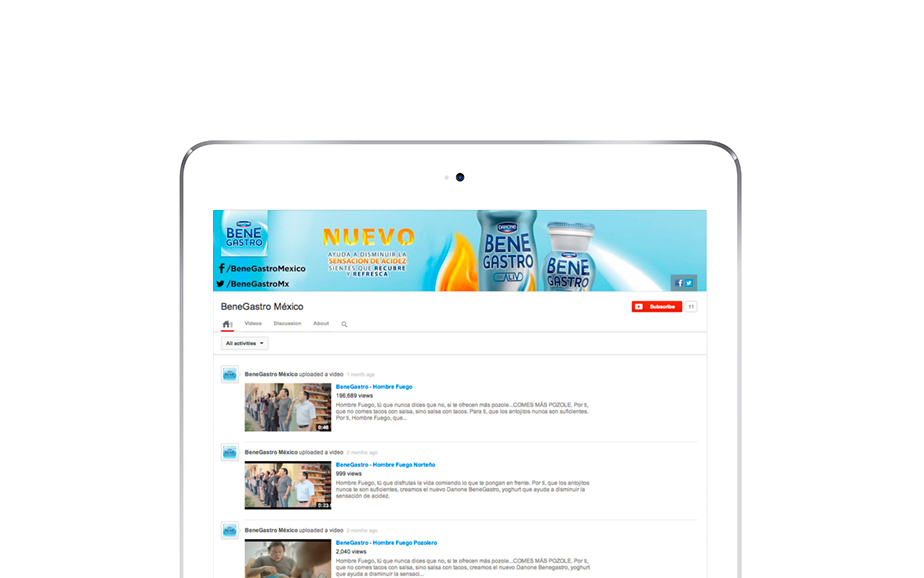 DANONE
BENE
GASTRO
/BeneGastroMexico
/BeneGastroMx
NUEVO
AYUDA A DISMINUIR LA
SENSACIÓN DE ACIDEZ
SIENTES QUE RECUBRE
Y REFRESCA
DANONE
BENE
GASTRO
ALIVIO
BENE
GASTRO
BeneGastro México
Subscribe
11
Videos
Discussion
About
All activities
BeneGastro México uploaded a video 1 month ago
BeneGastro - Hombre Fuego
196,689 views
Hombre Fuego, tú que nunca dices que no, si te ofrecen más pozole...COMES MÁS POZOLE. Por ti,
que no comes tacos con salsa, sino salsa con tacos. Para ti, que los antojitos nunca son suficientes.
Por ti, Hombre Fuego, que...
0:46
BeneGastro México uploaded a video 2 months ago
BeneGastro - Hombre Fuego Norteño
999 views
Hombre Fuego, tú que disfrutas la vida comiendo lo que te pongan en frente. Por ti, que los antojitos
nunca te son suficientes, creamos el nuevo Danone BeneGastro, yoghurt que ayuda a disminuir la
sensación de acidez.
0:33
BeneGastro México uploaded a video 2 months ago
BeneGastro - Hombre Fuego Pozolero
2,040 views
Hombre Fuego, tú que nunca dices que no, si te ofrecen más pozole...COMES MÁS POZOLE. Por ti,
que no comes tacos con salsa, sino salsa con tacos, creamos el nuevo Danone Benegastro, yoghurt
que ayuda a disminuir la sensaci...